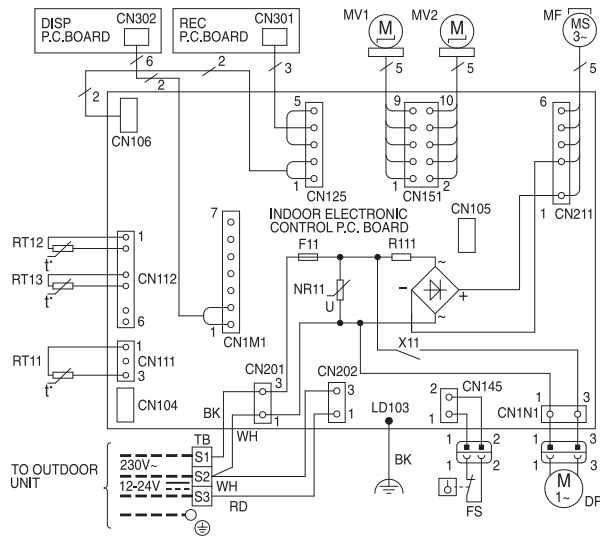 DISP CN302
P.C.BOARD
REC CN301
P.C.BOARD
MV1
M
MV2
M
MF
MS
3~
6
2
2
3
5
5
5
2
CN106
5
1
CN125
9 10
1 2
CN151
6
1
CN211
INDOOR ELECTRONIC
CONTROL P.C. BOARD
CN105
7
1
CN1M1
RT12
t°
RT13
t°
1
CN112
6
RT11
t°
1
CN111
3
CN104
F11
R111
NR11
U
~
- +
~
X11
CN201
3
1
CN202
3
1
CN145
2
1
LD103
1 3
CN1N1
BK
WH
TB
S1
S2
S3
WH
RD
BK
1 2
1 2
FS
1 3
1 3
M
1~
DP
TO OUTDOOR
UNIT
230V~
12-24V